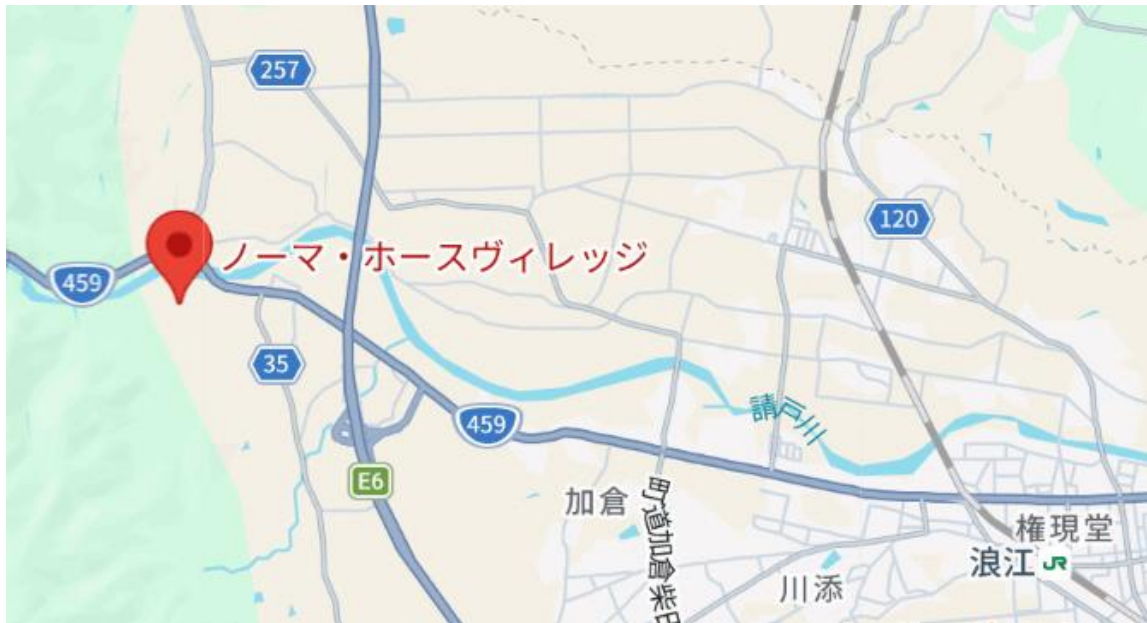 257
120
ノーマ・ホースヴィレッジ
459
35
459
請戸川
E6
加倉
町道加倉柴田
権現堂
浪江
JR
川添